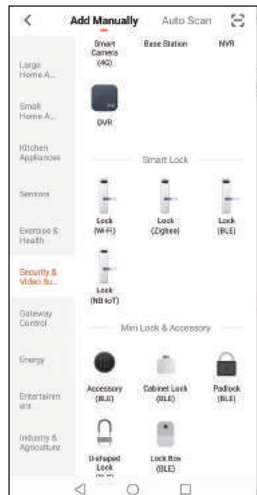 Add Manually Auto Scan
Smart Camera (4G)
Base Station
NVR
Large Home A...
Small Home A...
DVR
Kitchen Appliances
Smart Lock
Sensors
Lock (Wi-Fi)
Lock (Zigbee)
Lock (BLE)
Exercise & Health
Security & Video Su...
Lock (NB-IoT)
Gateway Control
Mini Lock & Accessory
Energy
Accessory (BLE)
Cabinet Lock (BLE)
Padlock (BLE)
Entertainm ent
Industry & Agriculture
U-shaped Lock
Lock Box (BLE)